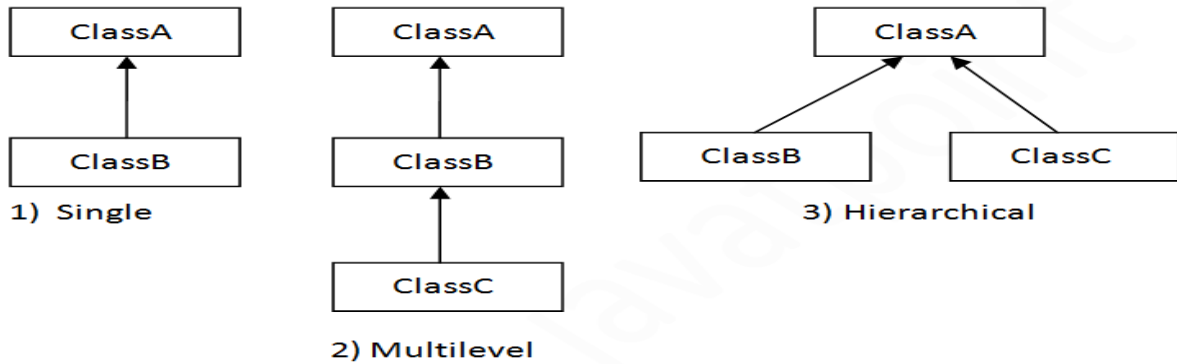 ClassA
ClassB
1) Single
ClassA
ClassB
ClassC
2) Multilevel
ClassA
ClassB
ClassC
3) Hierarchical